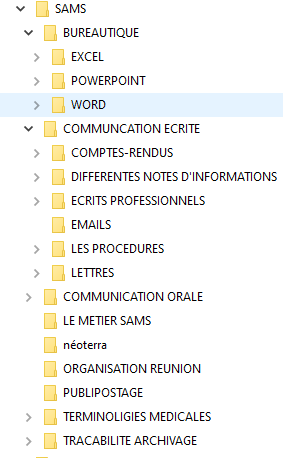 SAMS
BUREAUTIQUE
EXCEL
POWERPOINT
WORD
COMMUNCATION ECRITE
COMPTES-RENDUS
DIFFERENTES NOTES D'INFORMATIONS
ECRITS PROFESSIONNELS
EMAILS
LES PROCEDURES
LETTRES
COMMUNICATION ORALE
LE METIER SAMS
néoterra
ORGANISATION REUNION
PUBLIPOSTAGE
TERMINOLIGIES MEDICALES
TRACABILITE ARCHIVAGE